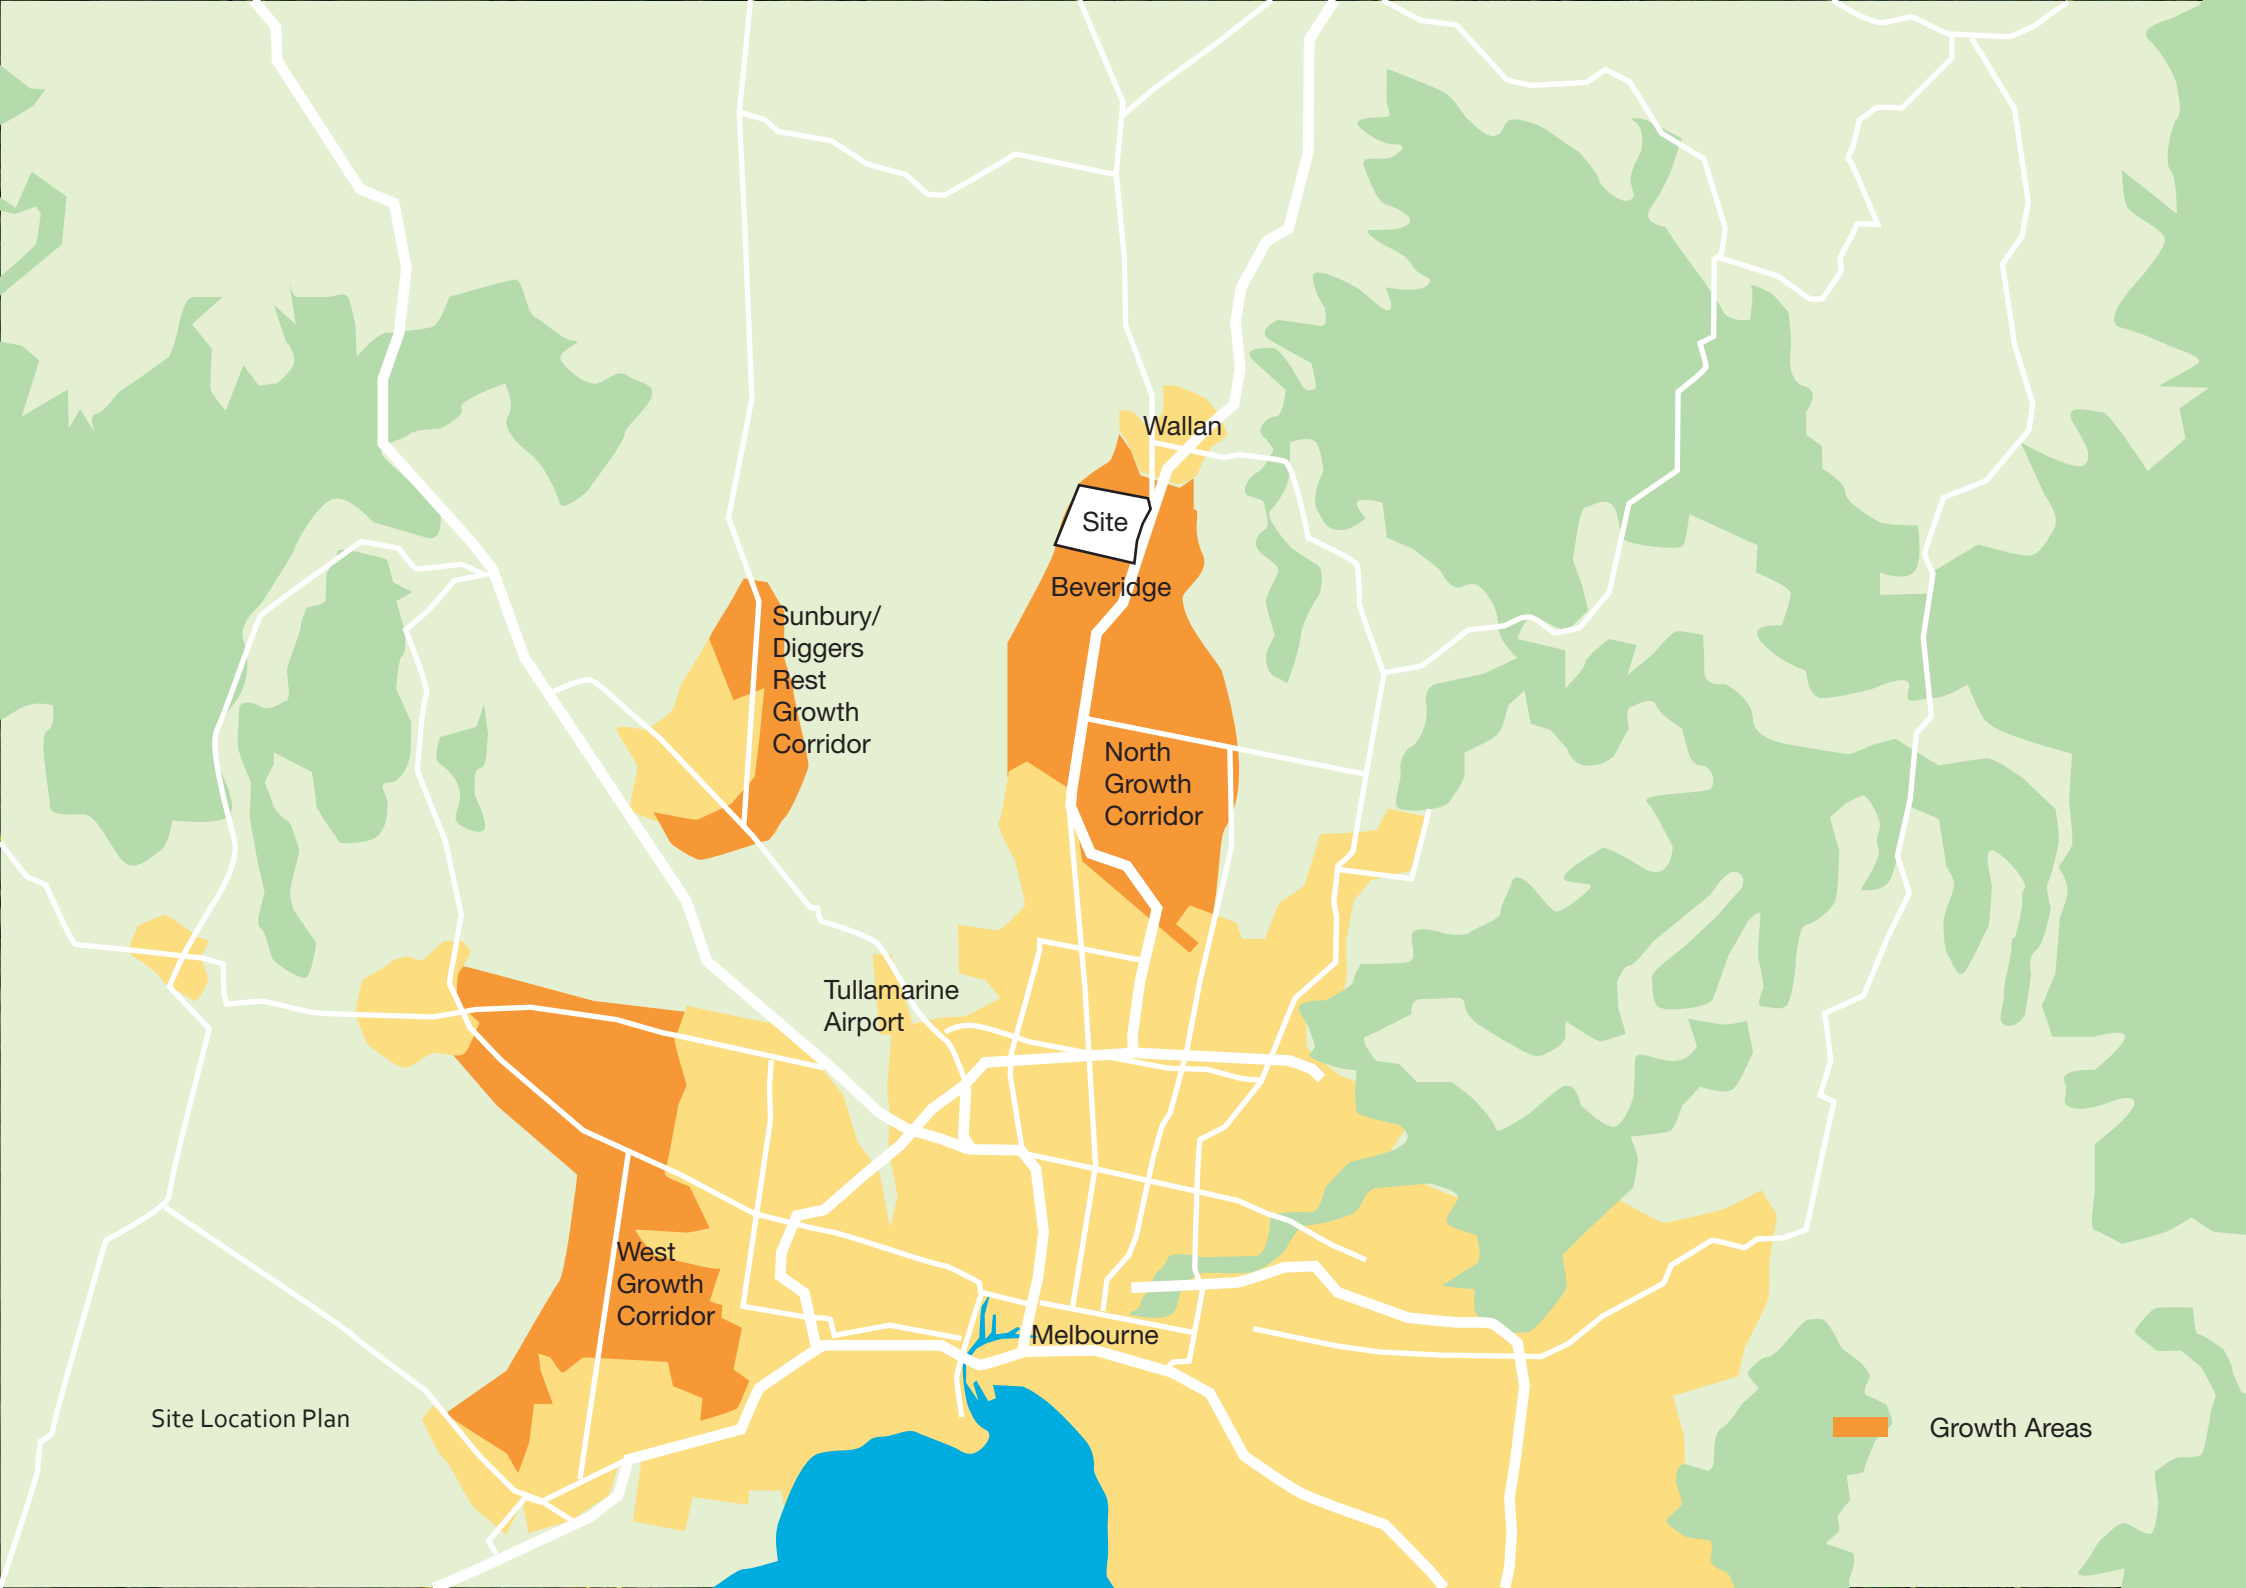 Wallan
Site
Beveridge
Sunbury/
Diggers
Rest
Growth
Corridor
North
Growth
Corridor
Tullamarine
Airport
West
Growth
Corridor
Melbourne
Site Location Plan
Growth Areas